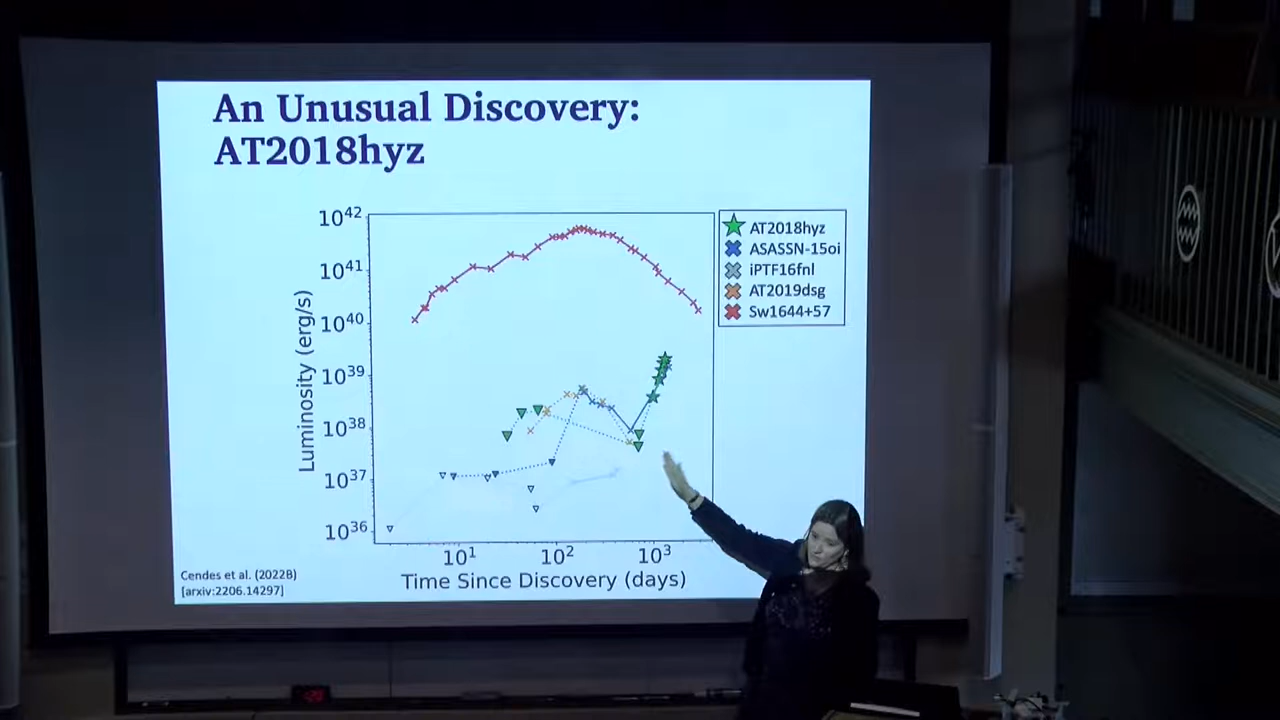 An Unusual Discovery:
AT2018hyz
10⁴²
10⁴¹
10⁴⁰
10³⁹
10³⁸
10³⁷
10³⁶
Luminosity (erg/s)
10¹
10²
10³
Time Since Discovery (days)
AT2018hyz
ASASSN-15oi
iPTF16fnl
AT2019dsg
Sw1644+57
Cendes et al. (2022B)
[arxiv:2206.14297]